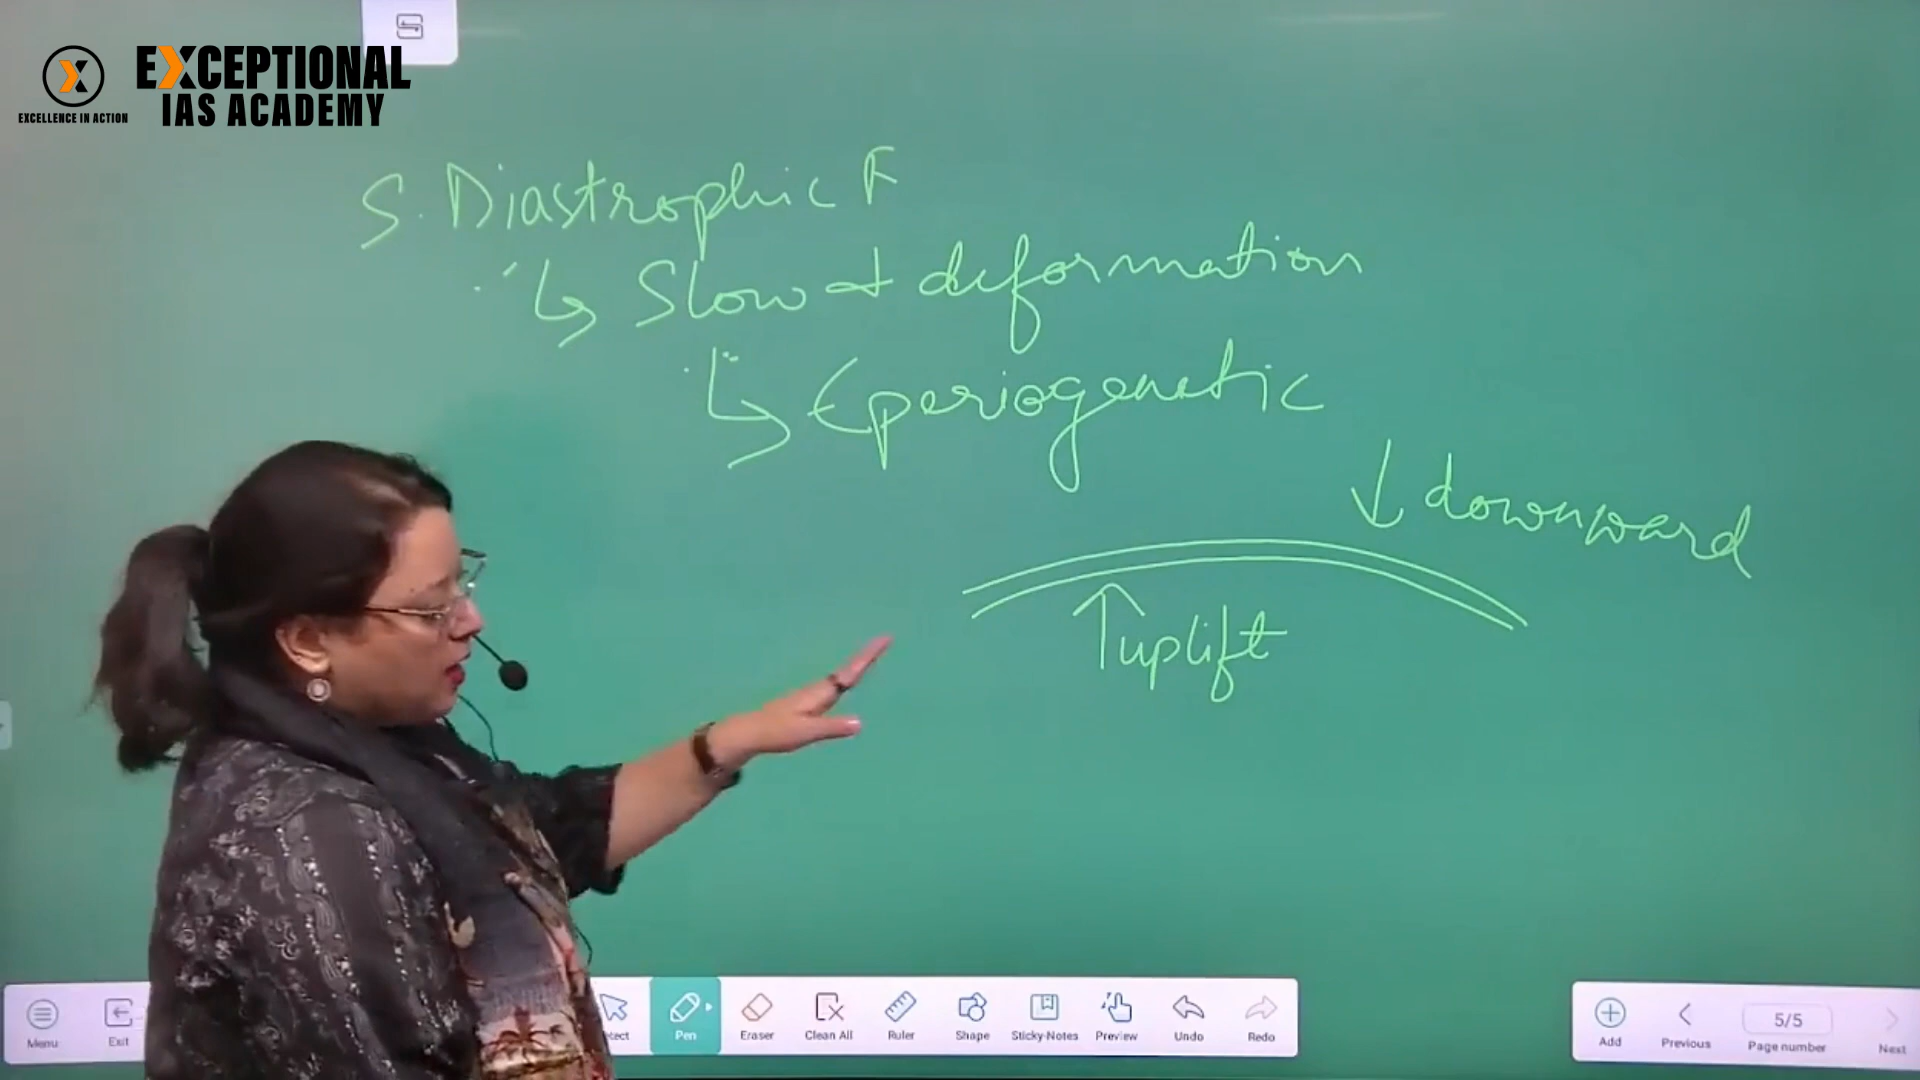 EXCEPTIONAL
IAS ACADEMY
EXCELLENCE IN ACTION
S. Diastrophic F
Slow & deformation
Eperiogenetic
↓ downward
↑ uplift
Menu
Exit
Pen
Eraser
Clean All
Ruler
Shape
Sticky-Notes
Preview
Undo
Redo
Add
Previous
5/5
Page number
Next